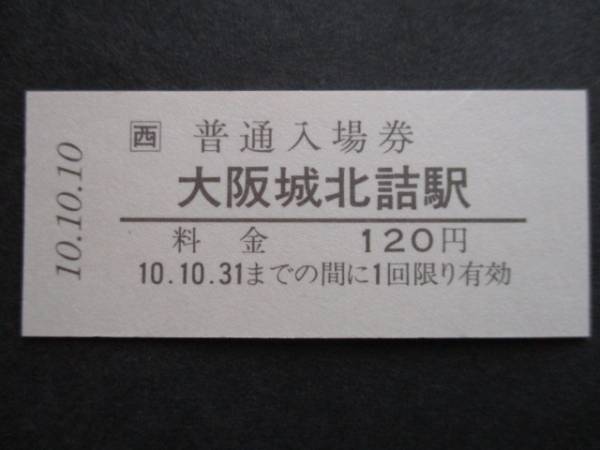 10.10.10
西 普通入場券
大阪城北詰駅
料金 120円
10.10.31までの間に1回限り有効